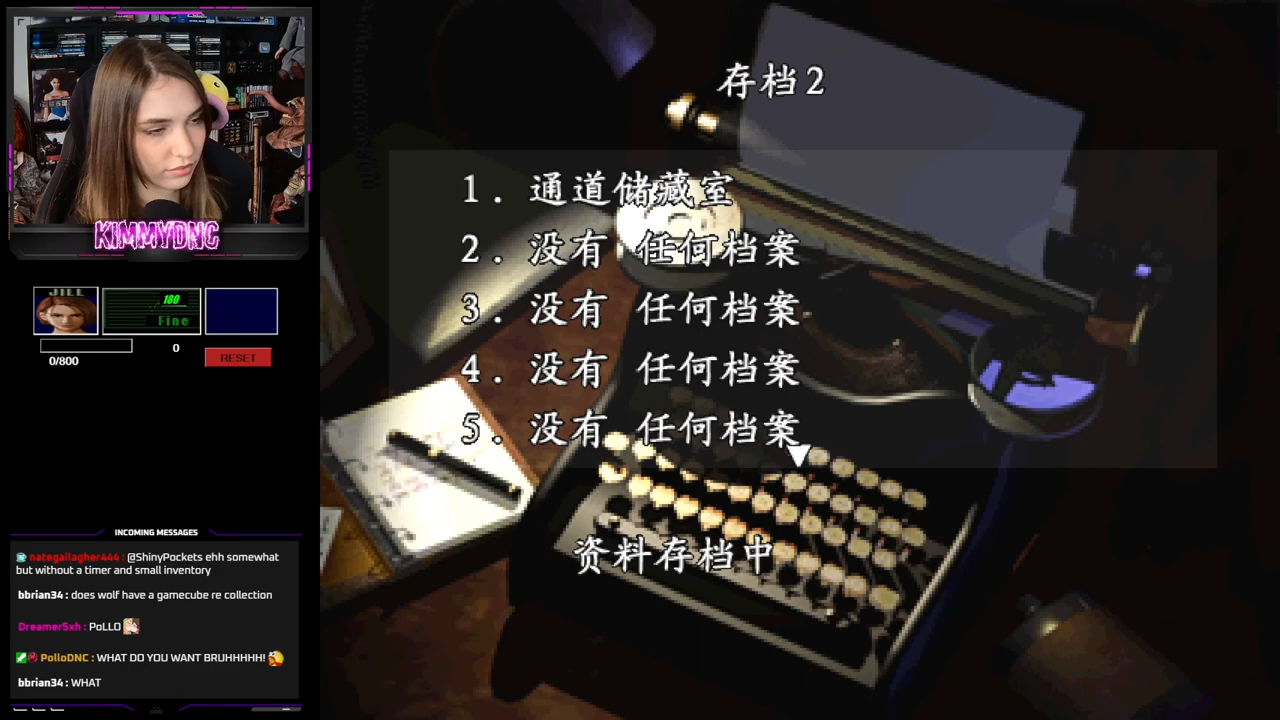 KIMMYDNC
JILL
180
Fine
0/800
0
RESET
INCOMING MESSAGES
nategallagher444 : @ShinyPockets ehh somewhat
but without a timer and small inventory
bbrian34 : does wolf have a gamecube re collection
DreamerSxh : PoLLO
PolloDNC : WHAT DO YOU WANT BRUHHHHH!
bbrian34 : WHAT
存档2
1. 通道储藏室
2. 没有 任何档案
3. 没有 任何档案
4. 没有 任何档案
5. 没有 任何档案
资料存档中